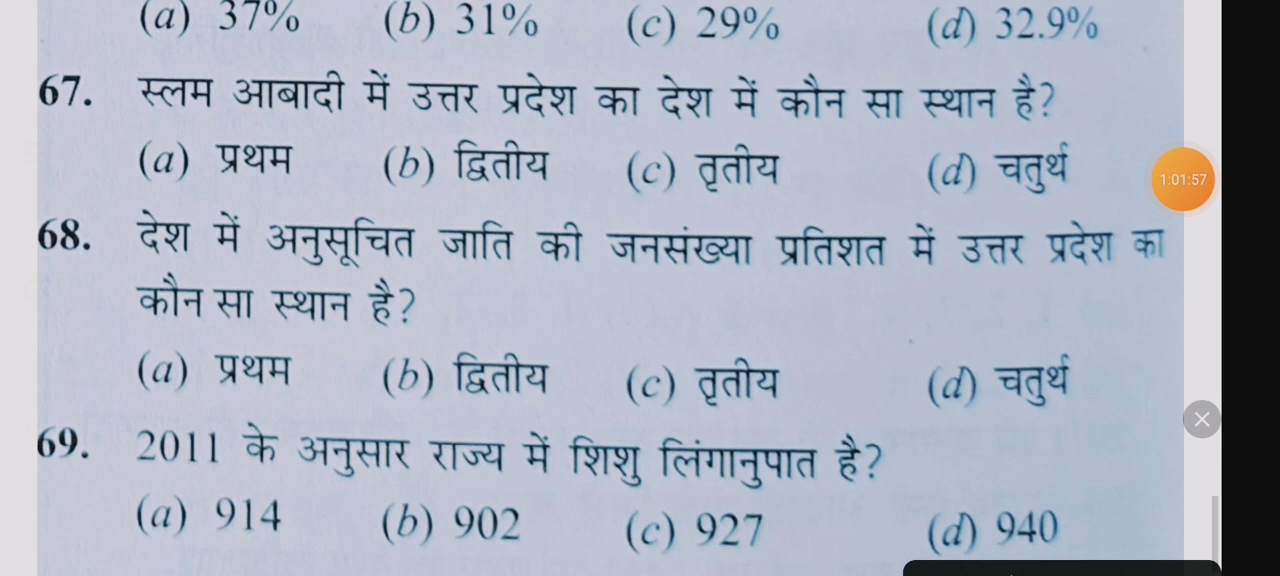 (a) 37% (b) 31% (c) 29% (d) 32.9%
67. स्लम आबादी में उत्तर प्रदेश का देश में कौन सा स्थान है?
(a) प्रथम (b) द्वितीय (c) तृतीय (d) चतुर्थ
1:01:57
68. देश में अनुसूचित जाति की जनसंख्या प्रतिशत में उत्तर प्रदेश का
कौन सा स्थान है?
(a) प्रथम (b) द्वितीय (c) तृतीय (d) चतुर्थ
69. 2011 के अनुसार राज्य में शिशु लिंगानुपात है?
(a) 914 (b) 902 (c) 927 (d) 940